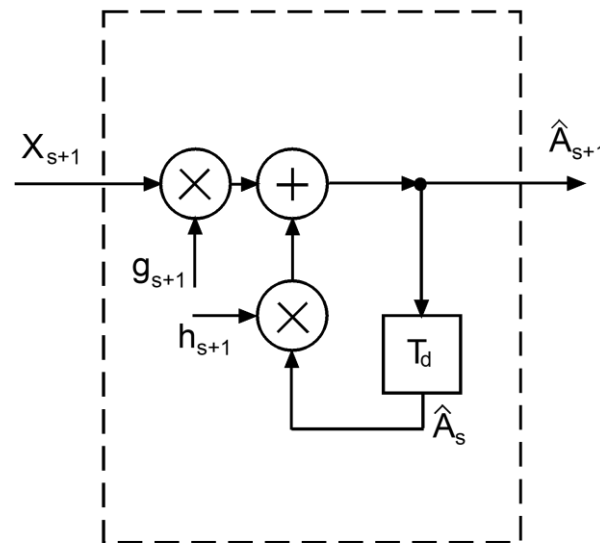 X_{s+1}
Â_{s+1}
×
+
g_{s+1}
h_{s+1}
×
T_d
Â_s